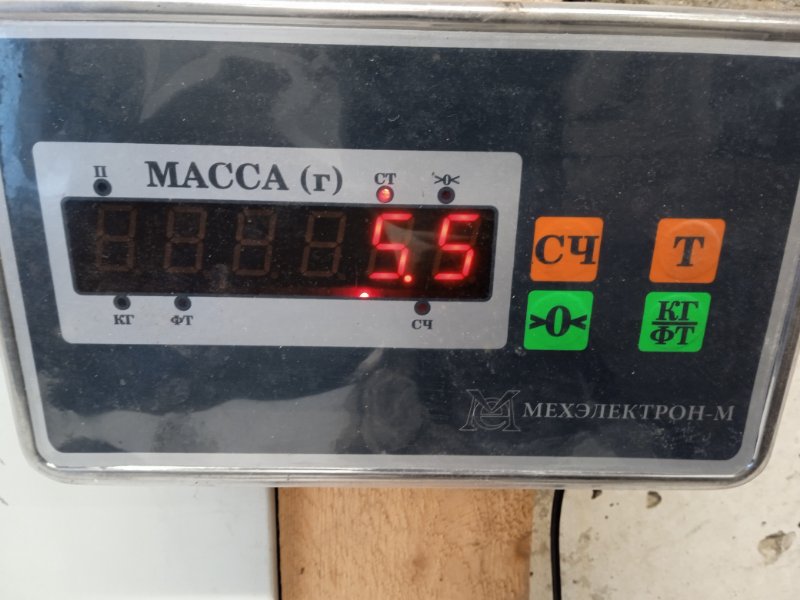 П
МАССА (г)
СТ
>0<
5.5
КГ
ФТ
СЧ
СЧ
Т
>0<
КГ
ФТ
МЕХЭЛЕКТРОН-М